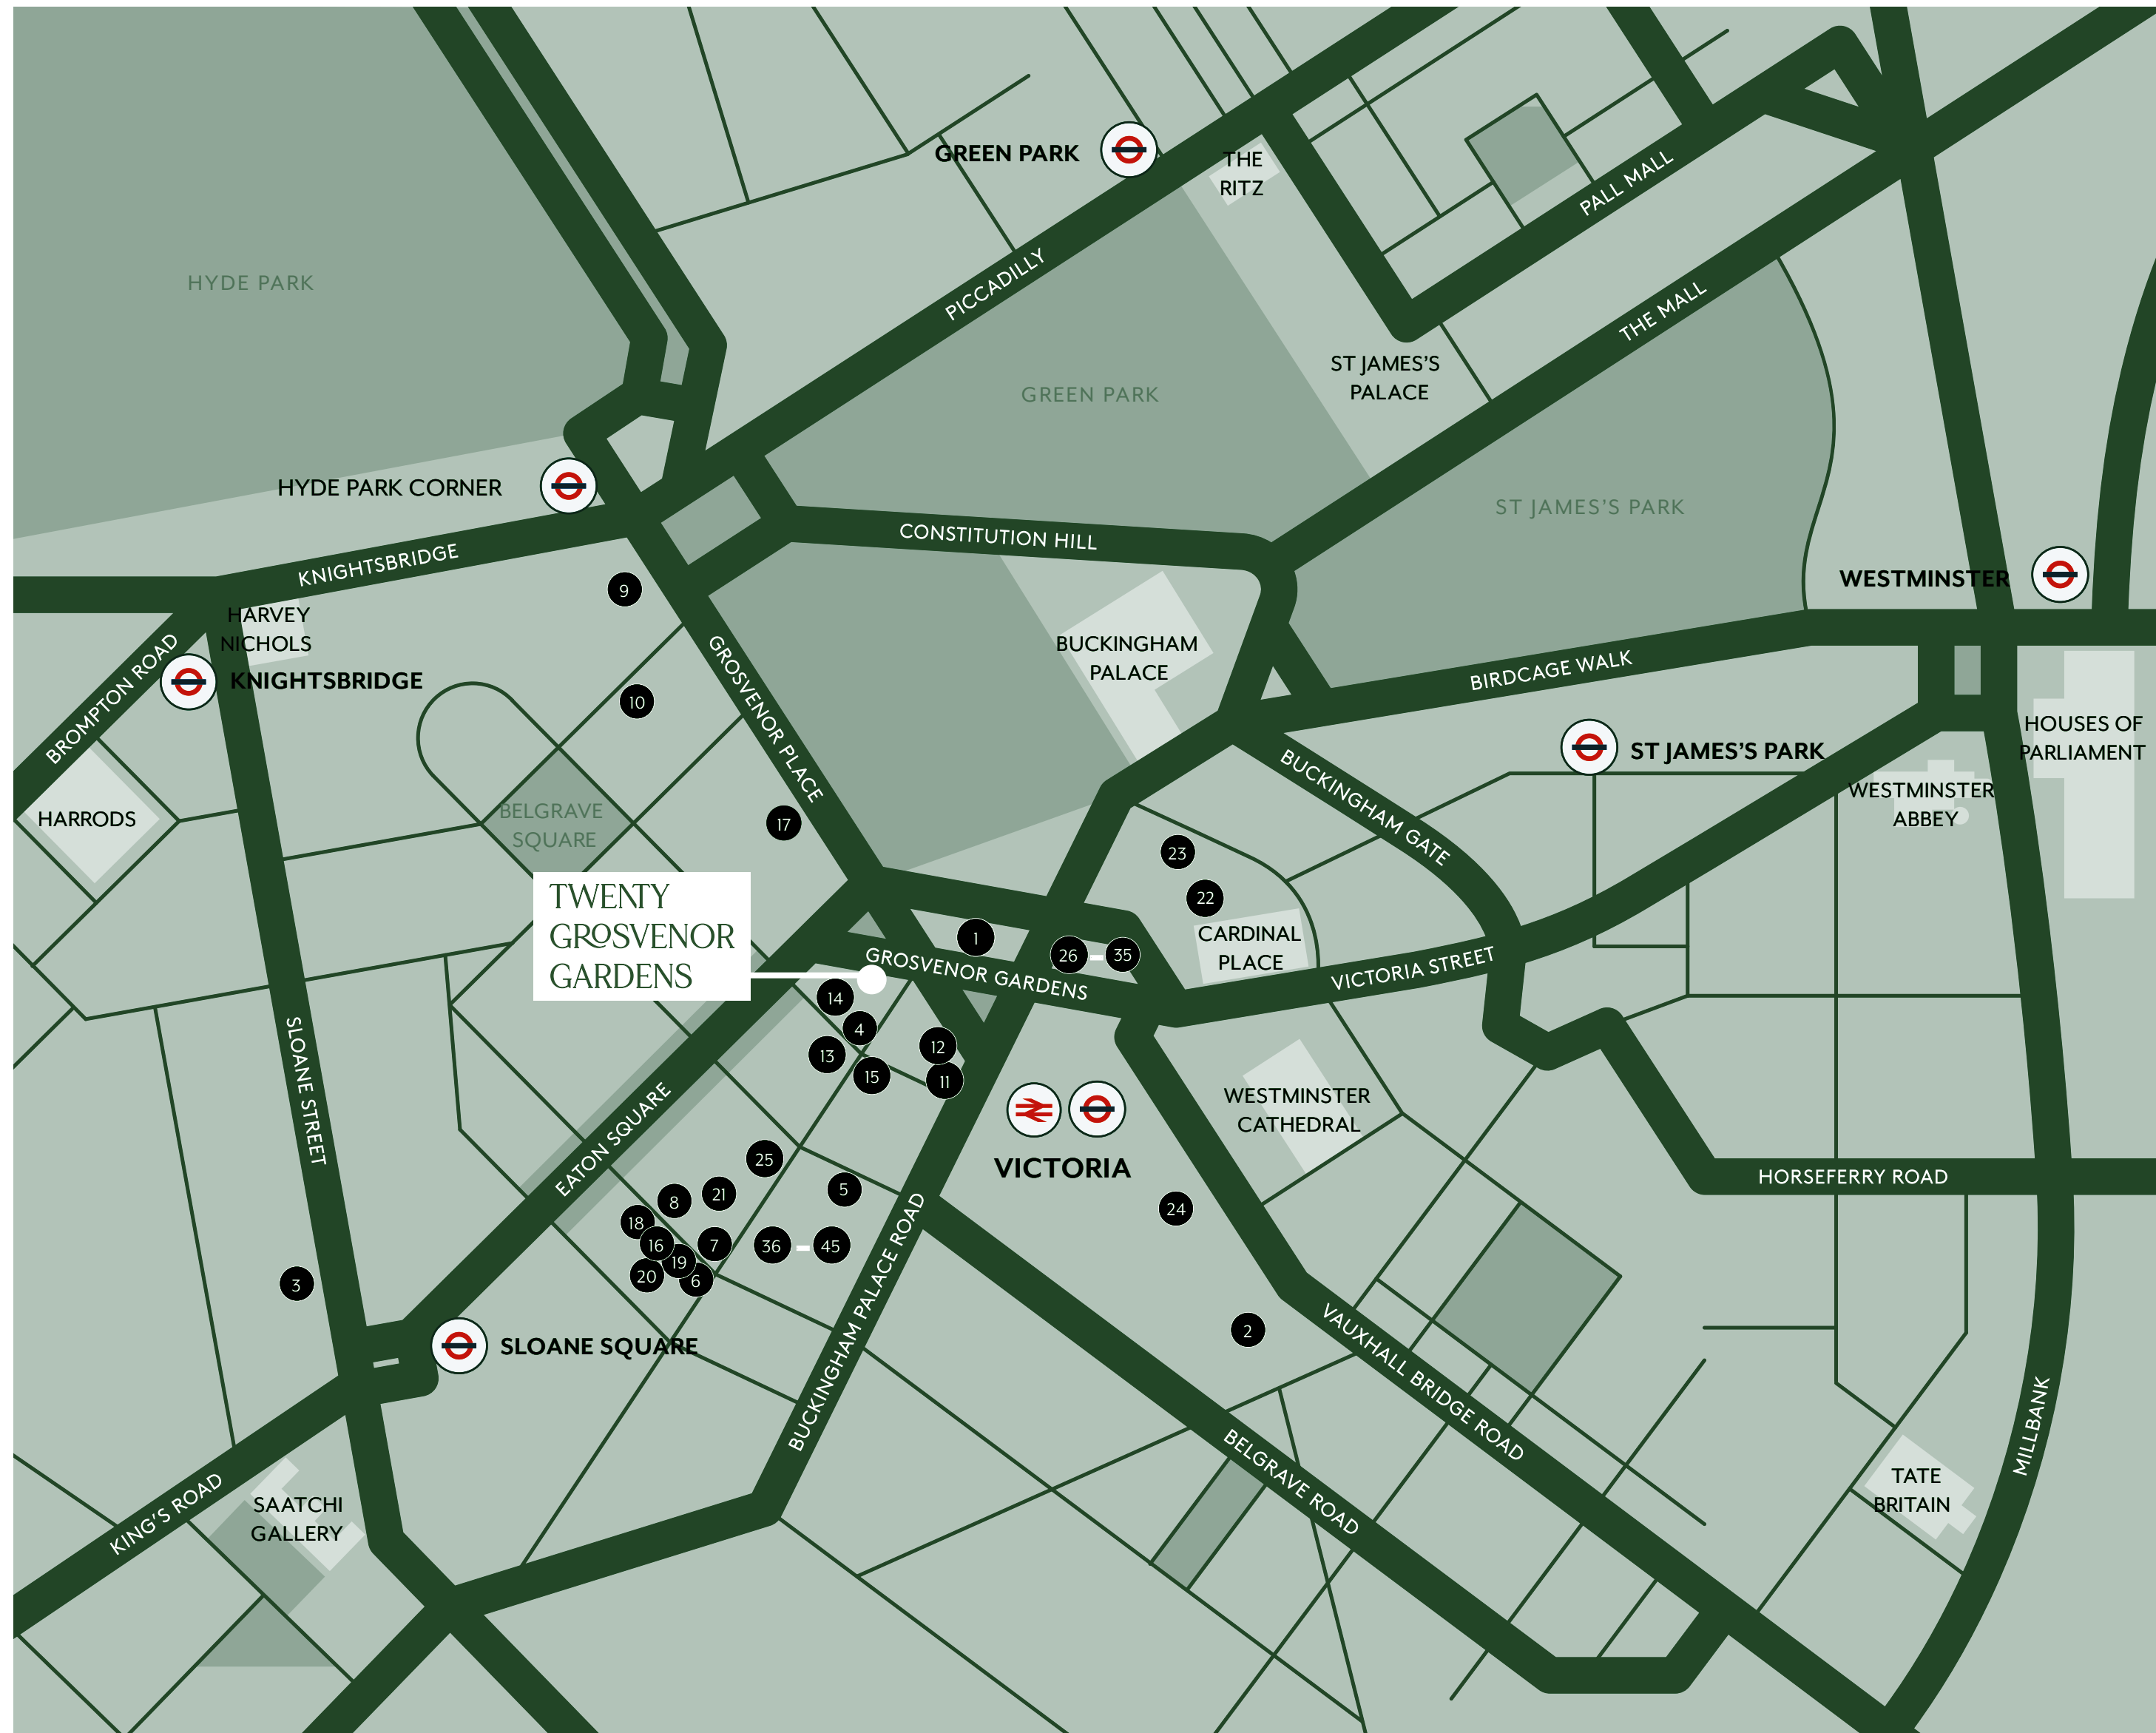 GREEN PARK
THE
RITZ
PALL MALL
HYDE PARK
PICCADILLY
THE MALL
ST JAMES'S
PALACE
GREEN PARK
HYDE PARK CORNER
ST JAMES'S PARK
CONSTITUTION HILL
KNIGHTSBRIDGE
WESTMINSTER
9
HARVEY
NICHOLS
BROMPTON ROAD
KNIGHTSBRIDGE
GROSVENOR PLACE
BUCKINGHAM
PALACE
BIRDCAGE WALK
10
HOUSES OF
PARLIAMENT
ST JAMES'S PARK
BUCKINGHAM GATE
WESTMINSTER
ABBEY
HARRODS
BELGRAVE
SQUARE
17
23
22
TWENTY
GROSVENOR
GARDENS
1
26
35
CARDINAL
PLACE
GROSVENOR GARDENS
VICTORIA STREET
14
4
13
12
15
11
SLOANE STREET
EATON SQUARE
WESTMINSTER
CATHEDRAL
VICTORIA
HORSEFERRY ROAD
25
5
8
21
18
16
7
36
45
19
20
6
24
3
2
BUCKINGHAM PALACE ROAD
SLOANE SQUARE
VAUXHALL BRIDGE ROAD
BELGRAVE ROAD
MILLBANK
KING'S ROAD
SAATCHI
GALLERY
TATE
BRITAIN